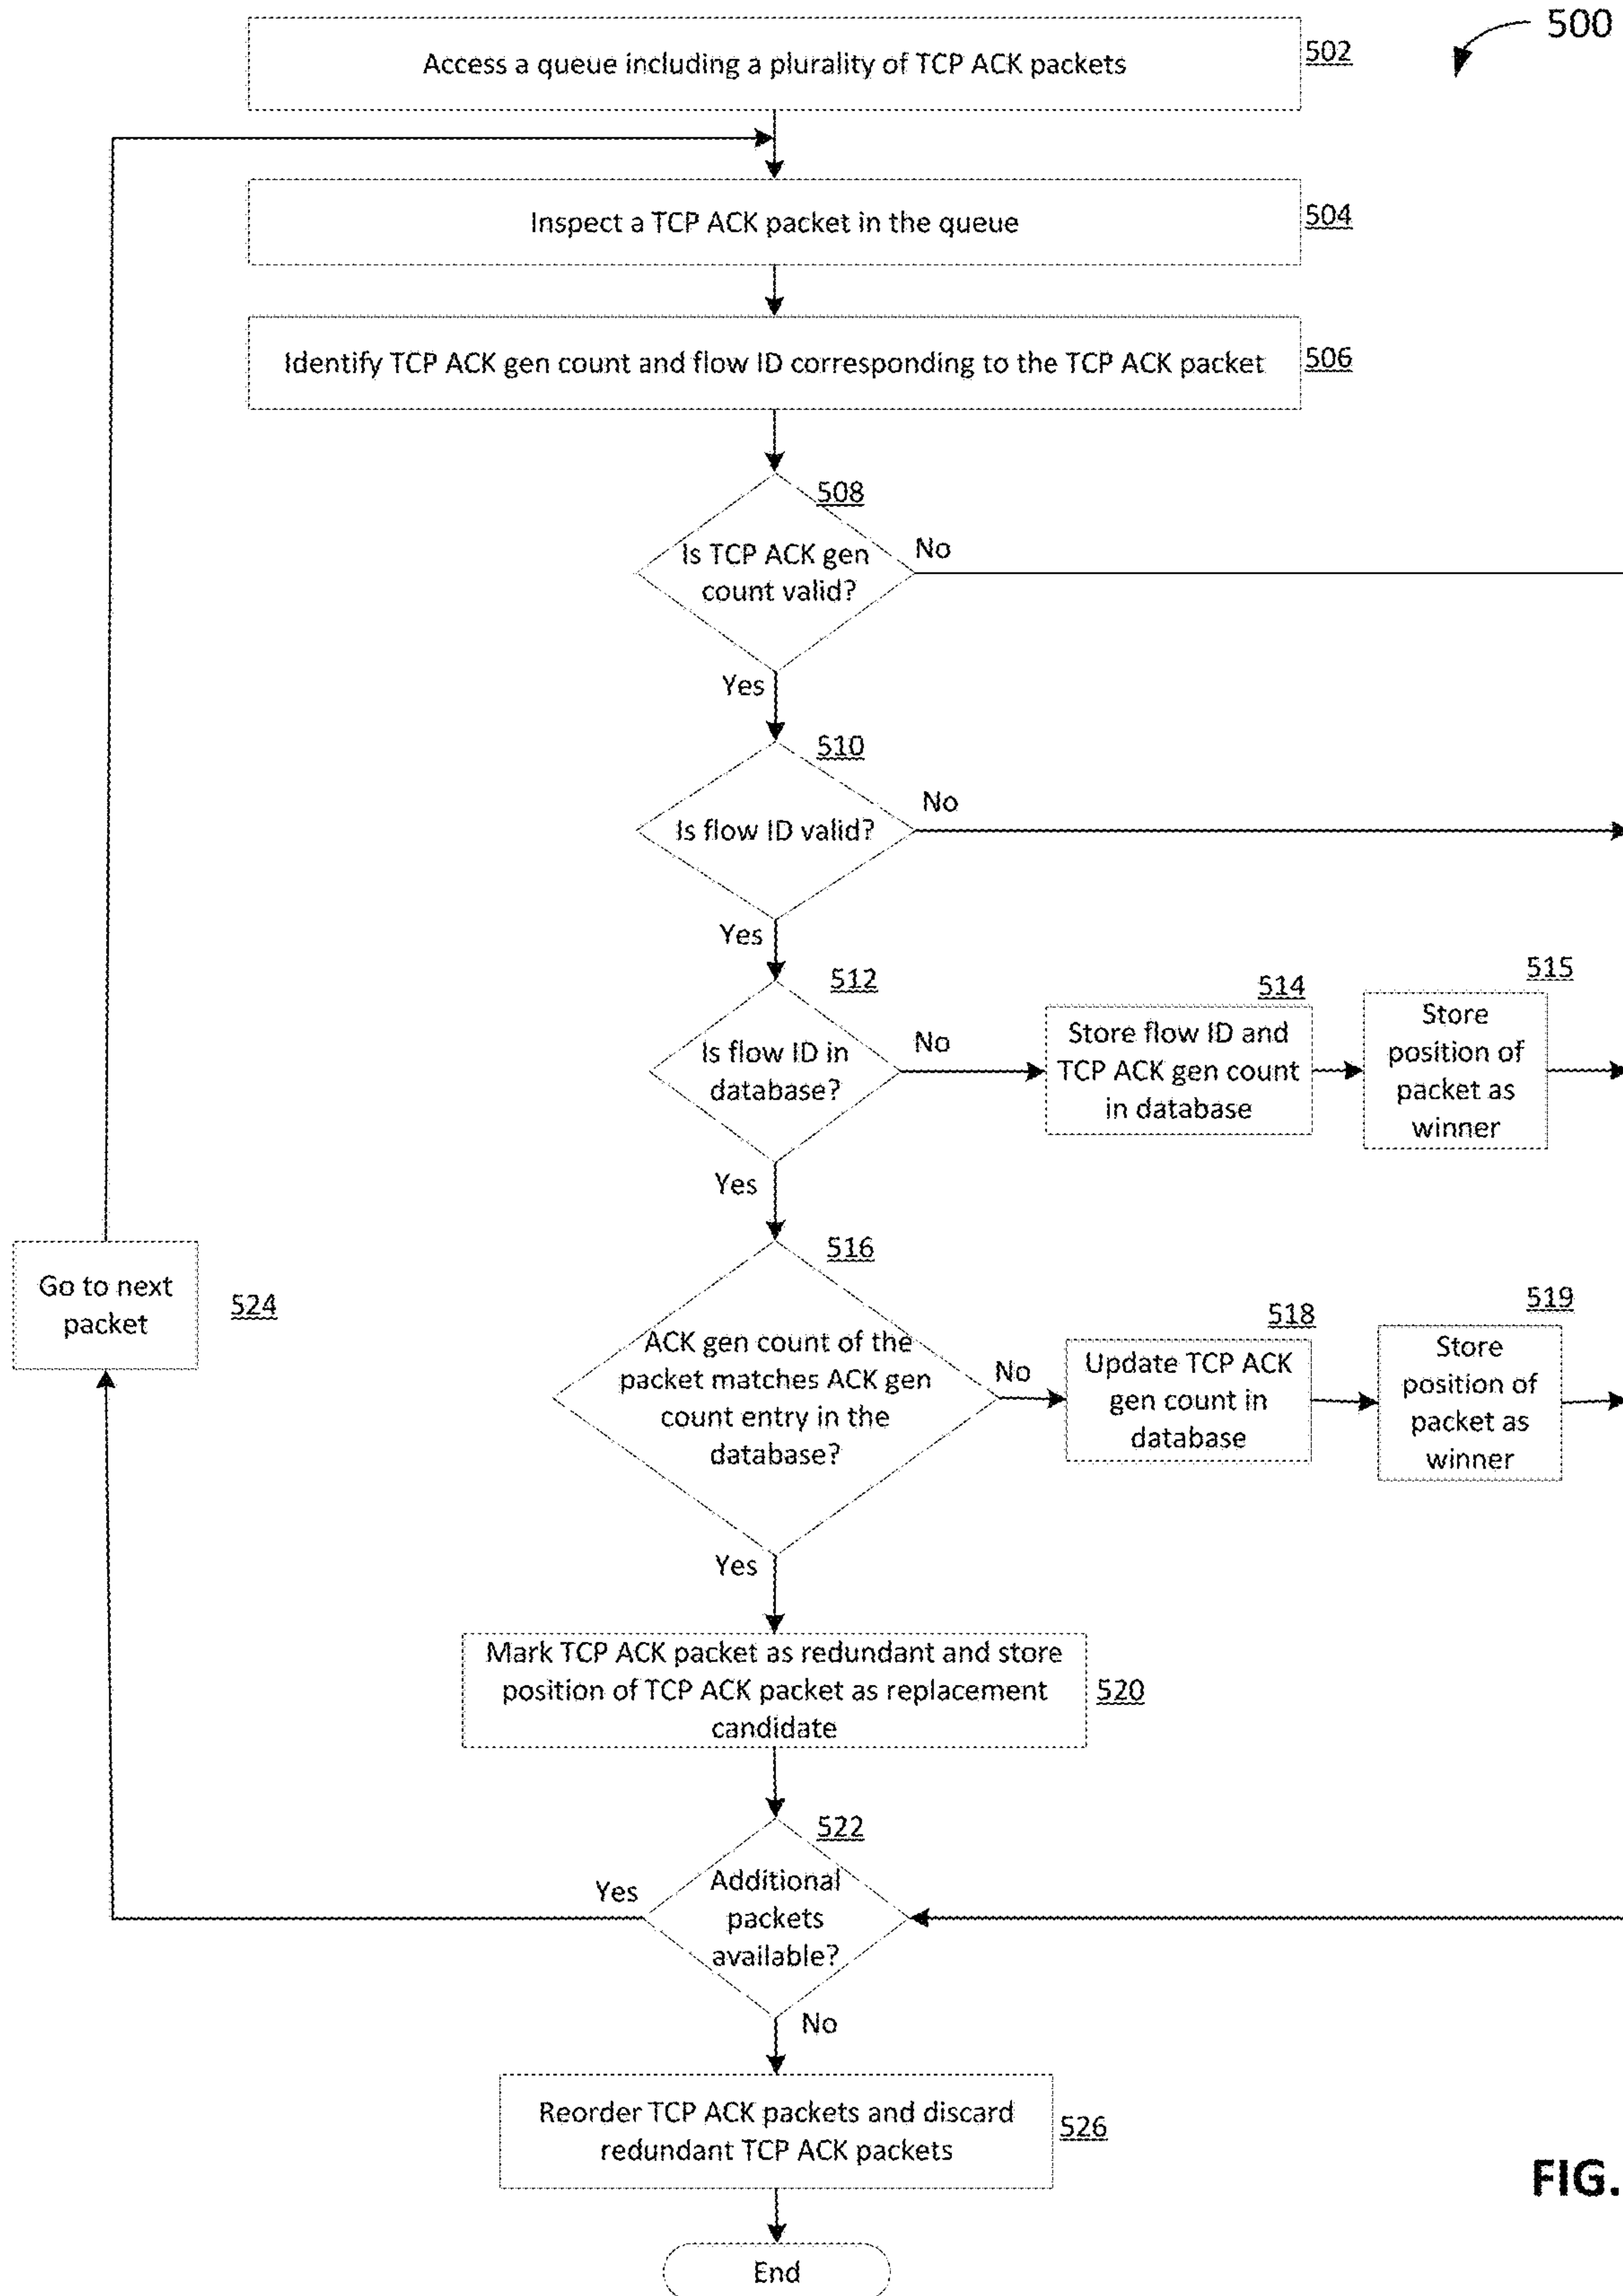 500
Access a queue including a plurality of TCP ACK packets
502
Inspect a TCP ACK packet in the queue
504
Identify TCP ACK gen count and flow ID corresponding to the TCP ACK packet
506
508
Is TCP ACK gen
count valid?
No
Yes
510
Is flow ID valid?
No
Yes
512
Is flow ID in
database?
No
514
Store flow ID and
TCP ACK gen count
in database
515
Store
position of
packet as
winner
Yes
516
ACK gen count of the
packet matches ACK gen
count entry in the
database?
No
518
Update TCP ACK
gen count in
database
519
Store
position of
packet as
winner
Go to next
packet
524
Yes
Mark TCP ACK packet as redundant and store
position of TCP ACK packet as replacement
candidate
520
522
Additional
packets
available?
Yes
No
Reorder TCP ACK packets and discard
redundant TCP ACK packets
526
FIG.
End